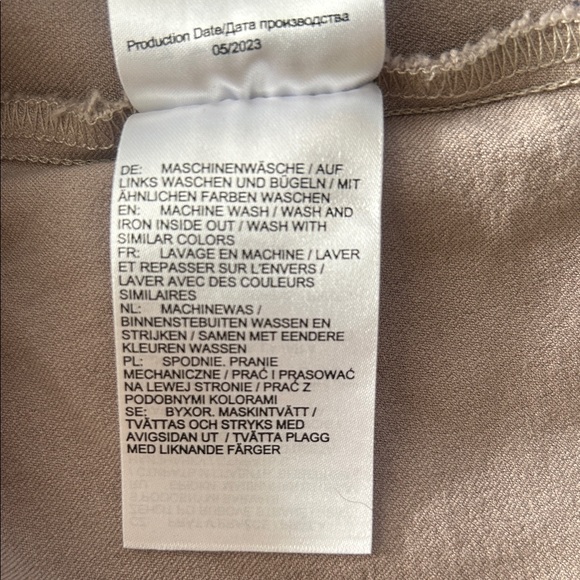 Production Date/Дата производства
05/2023
DE: MASCHINENWÄSCHE / AUF
LINKS WASCHEN UND BÜGELN / MIT
ÄHNLICHEN FARBEN WASCHEN
EN: MACHINE WASH / WASH AND
IRON INSIDE OUT / WASH WITH
SIMILAR COLORS
FR: LAVAGE EN MACHINE / LAVER
ET REPASSER SUR L'ENVERS /
LAVER AVEC DES COULEURS
SIMILAIRES
NL: MACHINEWAS /
BINNENSTEBUITEN WASSEN EN
STRIJKEN / SAMEN MET EENDERE
KLEUREN WASSEN
PL: SPODNIE. PRANIE
MECHANICZNE / PRAĆ I PRASOWAĆ
NA LEWEJ STRONIE / PRAĆ Z
PODOBNYMI KOLORAMI
SE: BYXOR. MASKINTVÄTT /
TVÄTTAS OCH STRYKS MED
AVIGSIDAN UT / TVÄTTA PLAGG
MED LIKNANDE FÄRGER